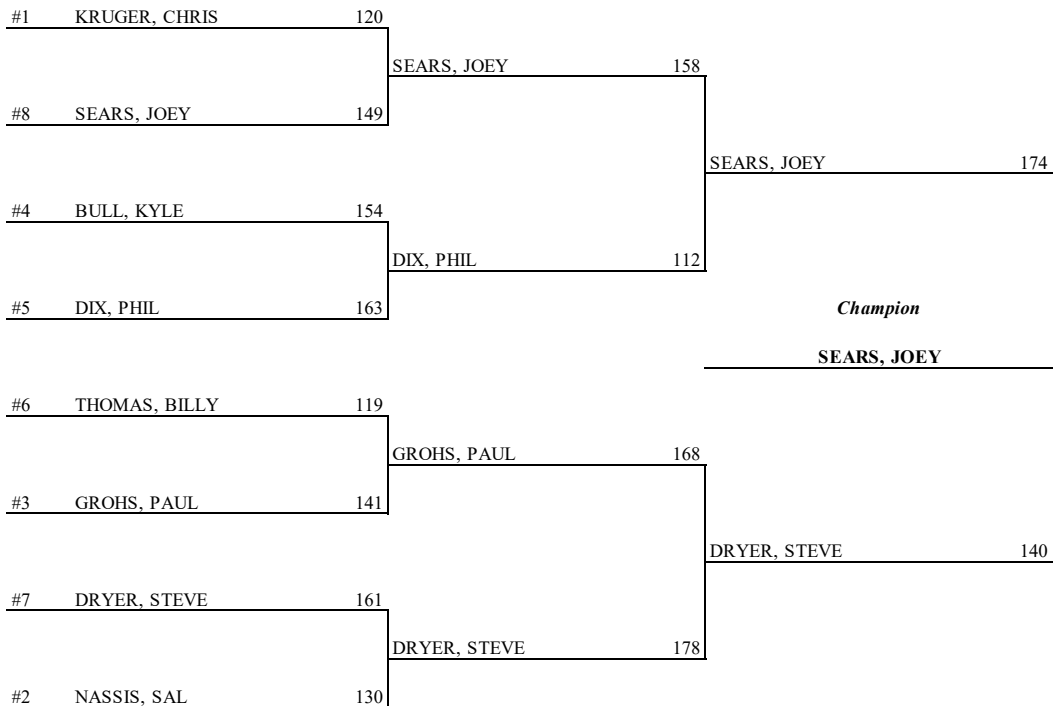 #1 KRUGER, CHRIS 120
SEARS, JOEY 158
#8 SEARS, JOEY 149
SEARS, JOEY 174
#4 BULL, KYLE 154
DIX, PHIL 112
#5 DIX, PHIL 163
Champion
SEARS, JOEY
#6 THOMAS, BILLY 119
GROHS, PAUL 168
#3 GROHS, PAUL 141
DRYER, STEVE 140
#7 DRYER, STEVE 161
DRYER, STEVE 178
#2 NASSIS, SAL 130